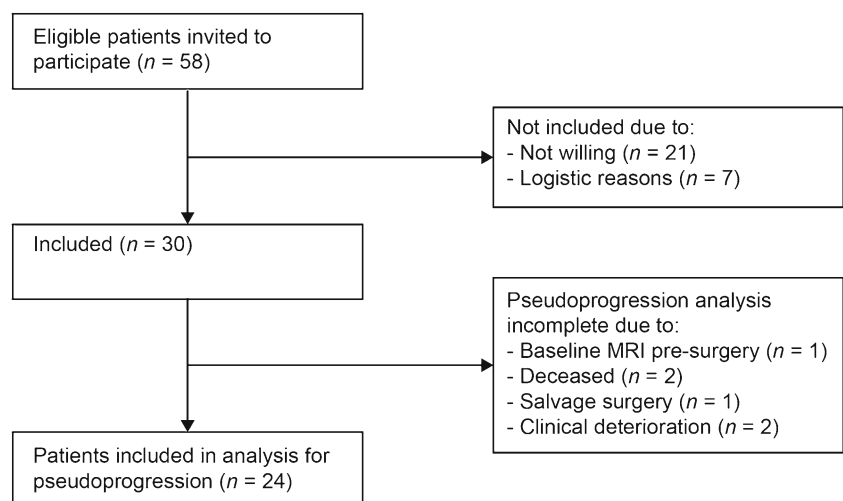 Eligible patients invited to
participate (n = 58)
Not included due to:
- Not willing (n = 21)
- Logistic reasons (n = 7)
Included (n = 30)
Pseudoprogression analysis
incomplete due to:
- Baseline MRI pre-surgery (n = 1)
- Deceased (n = 2)
- Salvage surgery (n = 1)
- Clinical deterioration (n = 2)
Patients included in analysis for
pseudoprogression (n = 24)